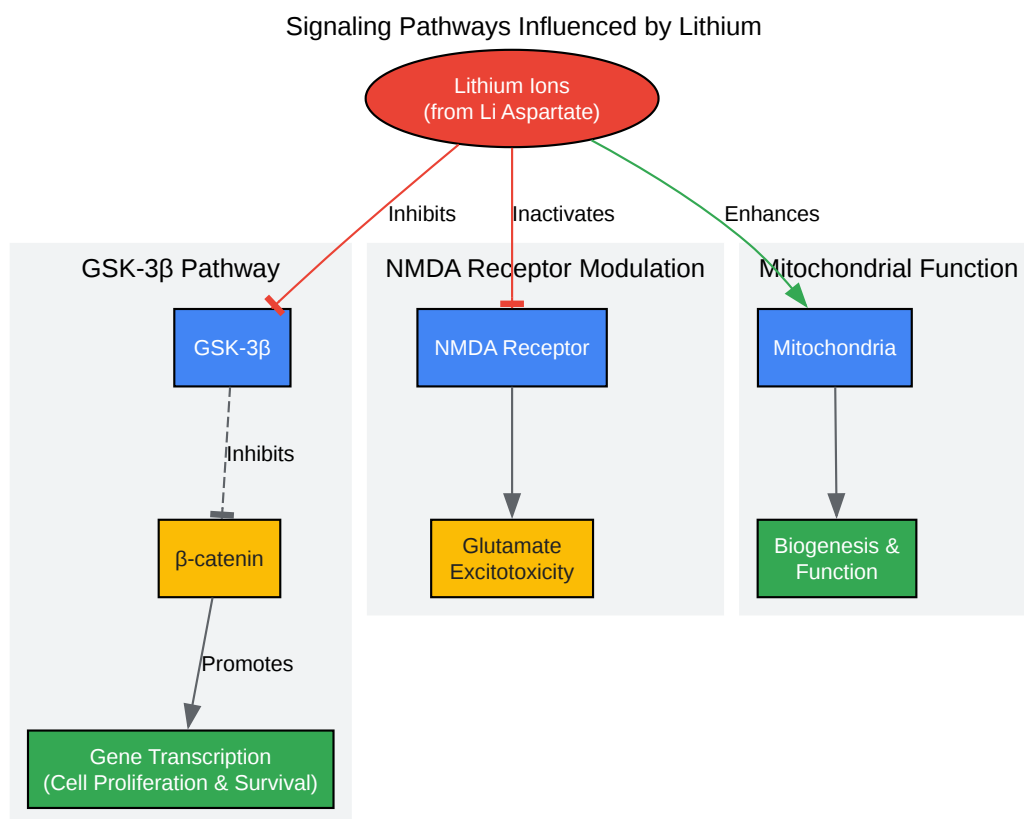 Signaling Pathways Influenced by Lithium
Lithium Ions
(from Li Aspartate)
Inhibits
Inactivates
Enhances
GSK-3β Pathway
NMDA Receptor Modulation
Mitochondrial Function
GSK-3β
NMDA Receptor
Mitochondria
Inhibits
β-catenin
Glutamate
Excitotoxicity
Biogenesis &
Function
Promotes
Gene Transcription
(Cell Proliferation & Survival)